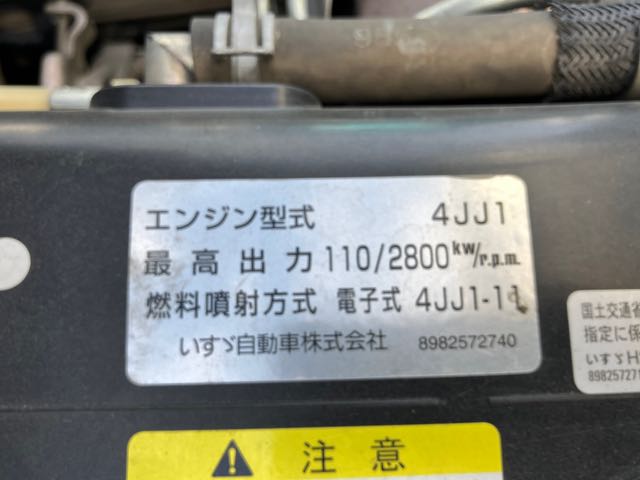 エンジン型式 4JJ1
最高出力 110/2800 kw/r.p.m.
燃料噴射方式 電子式 4JJ1-11
いすゞ自動車株式会社 8982572740
国土交通省
指定に係
いすゞH
89825727
注意